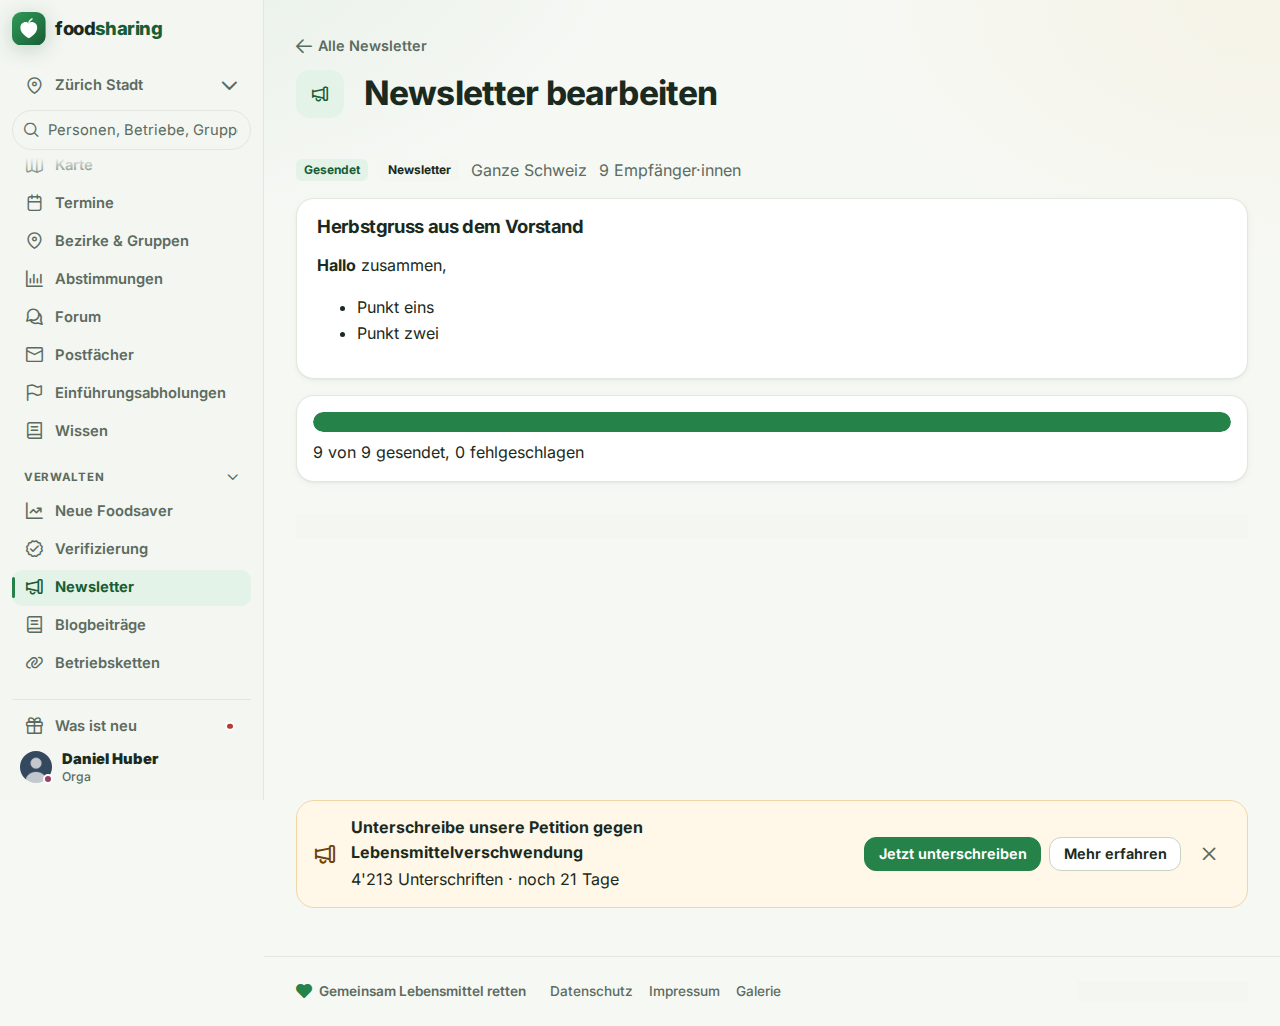 foodsharing
Zürich Stadt
Personen, Betriebe, Grupp
Karte
Termine
Bezirke & Gruppen
Abstimmungen
Forum
Postfächer
Einführungsabholungen
Wissen
VERWALTEN
Neue Foodsaver
Verifizierung
Newsletter
Blogbeiträge
Betriebsketten
Was ist neu
Daniel Huber
Orga
Alle Newsletter
Newsletter bearbeiten
Gesendet Newsletter Ganze Schweiz 9 Empfänger·innen
Herbstgruss aus dem Vorstand
Hallo zusammen,
• Punkt eins
• Punkt zwei
9 von 9 gesendet, 0 fehlgeschlagen
Unterschreibe unsere Petition gegen
Lebensmittelverschwendung
4'213 Unterschriften · noch 21 Tage
Jetzt unterschreiben Mehr erfahren
Gemeinsam Lebensmittel retten Datenschutz Impressum Galerie